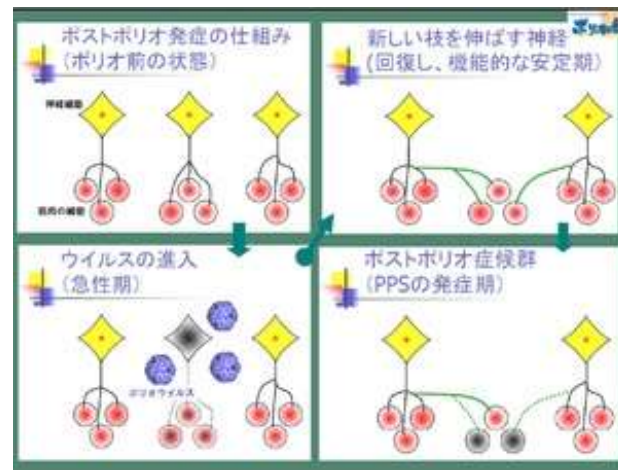 ポストポリオ発症の仕組み
(ポリオ前の状態)
神経細胞
筋肉の細胞
ウイルスの進入
(急性期)
ポリオウイルス
新しい枝を伸ばす神経
(回復し、機能的な安定期)
ポストポリオ症候群
(PPSの発症期)